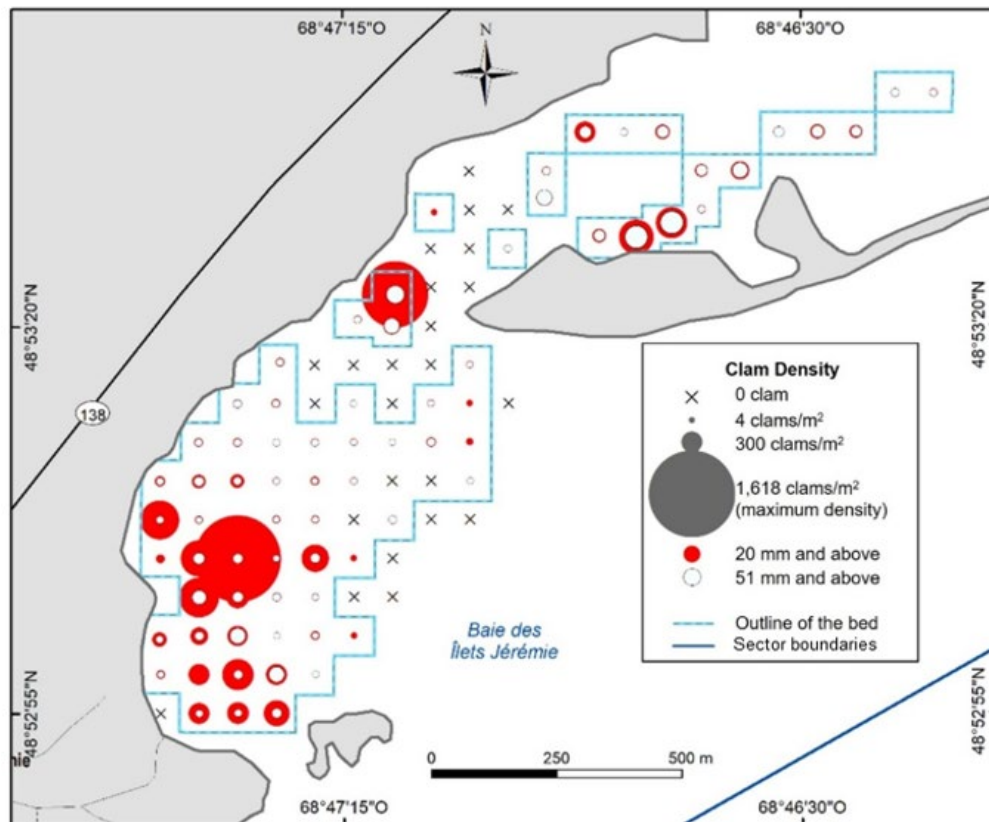 68°47'15"O
68°46'30"O
N
48°53'20"N
48°53'20"N
138
Clam Density
0 clam
4 clams/m²
300 clams/m²
1,618 clams/m²
(maximum density)
20 mm and above
51 mm and above
Outline of the bed
Sector boundaries
Baie des
Îlets Jérémie
48°52'55"N
48°52'55"N
nie
0
250
500 m
68°47'15"O
68°46'30"O